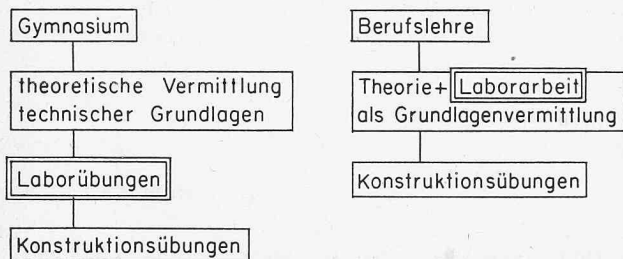 Gymnasium
theoretische Vermittlung
technischer Grundlagen
Laborübungen
Konstruktionsübungen
Berufslehre
Theorie+ Laborarbeit
als Grundlagenvermittlung
Konstruktionsübungen